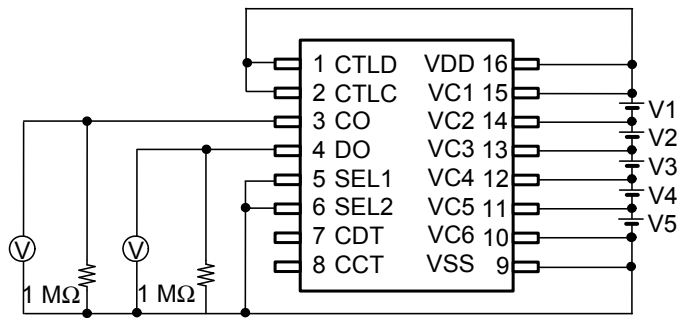 1 CTLD VDD 16
2 CTLC VC1 15
3 CO VC2 14
4 DO VC3 13
5 SEL1 VC4 12
6 SEL2 VC5 11
7 CDT VC6 10
8 CCT VSS 9
V1
V2
V3
V4
V5
V
1 MΩ
V
1 MΩ